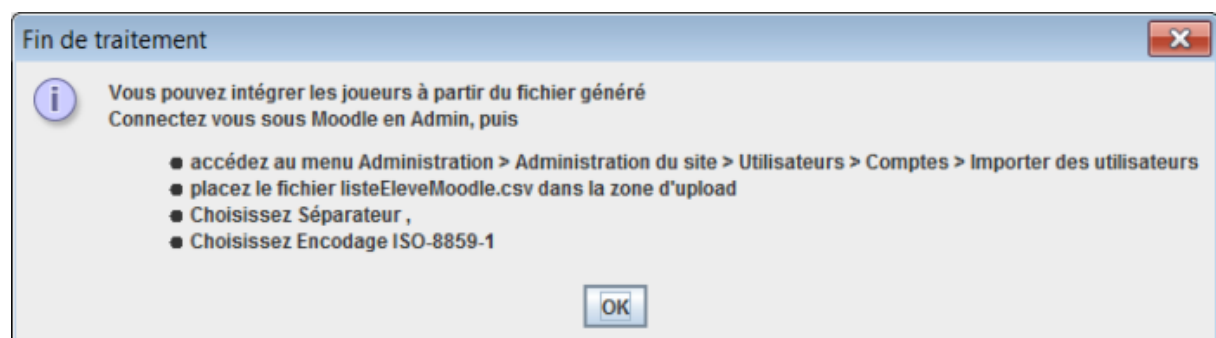 Fin de traitement
Vous pouvez intégrer les joueurs à partir du fichier généré
Connectez vous sous Moodle en Admin, puis
● accédez au menu Administration > Administration du site > Utilisateurs > Comptes > Importer des utilisateurs
● placez le fichier listeEleveMoodle.csv dans la zone d'upload
● Choisissez Séparateur ,
● Choisissez Encodage ISO-8859-1
OK